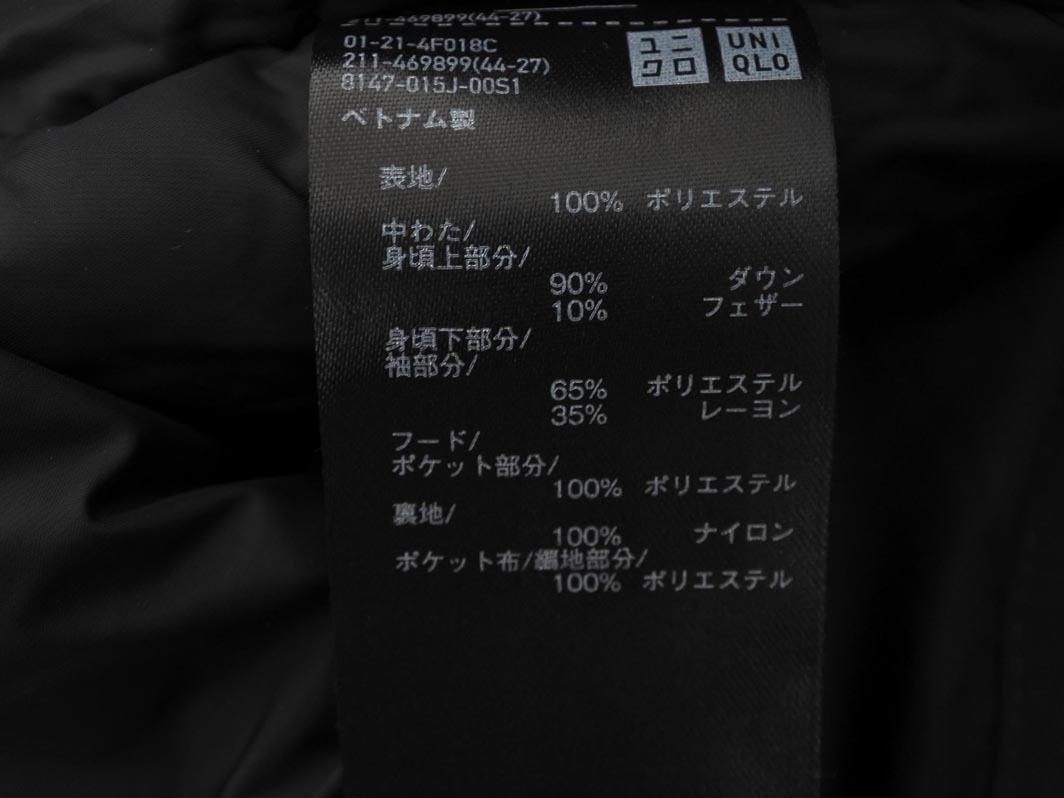 -469899(44-27)
01-21-4F018C
211-469899(44-27)
8147-015J-00S1
ユニ
クロ
UNI
QLO
ベトナム製
表地/
100% ポリエステル
中わた/
身頃上部分/
90% ダウン
10% フェザー
身頃下部分/
袖部分/
65% ポリエステル
35% レーヨン
フード/
ポケット部分/
100% ポリエステル
裏地/
100% ナイロン
ポケット布/編地部分/
100% ポリエステル